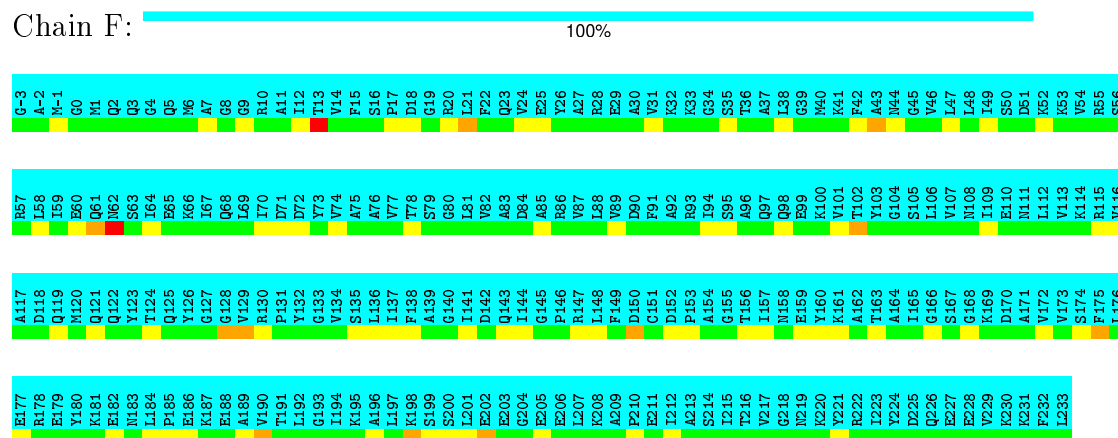 Chain F:
100%
G-3 A-2 M-1 G0 M1 Q2 Q3 G4 Q5 M6 A7 G8 G9 R10 A11 I12 T13 V14 F15 S16 P17 D18 G19 R20 L21 F22 Q23 V24 E25 Y26 A27 R28 E29 A30 V31 K32 K33 G34 S35 T36 A37 L38 G39 M40 K41 F42 A43 N44 G45 V46 L47 L48 I49 S50 D51 K52 K53 V54 R55 S56
R57 L58 I59 E60 Q61 N62 S63 I64 E65 K66 I67 Q68 L69 I70 D71 D72 Y73 V74 A75 A76 V77 T78 S79 G80 L81 V82 A83 D84 A85 R86 V87 L88 V89 D90 F91 A92 R93 I94 S95 A96 Q97 Q98 E99 K100 V101 T102 Y103 G104 S105 L106 V107 N108 I109 E110 N111 L112 V113 K114 R115 V116
A117 D118 Q119 M120 Q121 Q122 Y123 T124 Q125 Y126 G127 G128 V129 R130 P131 Y132 G133 V134 S135 L136 I137 F138 A139 G140 I141 D142 Q143 I144 G145 P146 R147 L148 F149 D150 C151 D152 P153 A154 G155 T156 I157 N158 E159 Y160 K161 A162 T163 A164 I165 G166 S167 G168 K169 D170 A171 V172 V173 S174 F175 L176
E177 R178 E179 Y180 K181 E182 N183 L184 P185 E186 K187 E188 A189 V190 T191 L192 G193 I194 K195 A196 L197 K198 S199 S200 L201 E202 E203 G204 E205 E206 L207 K208 A209 P210 E211 I212 A213 S214 I215 T216 V217 G218 N219 K220 Y221 R222 I223 Y224 D225 Q226 E227 E228 V229 K230 K231 F232 L233